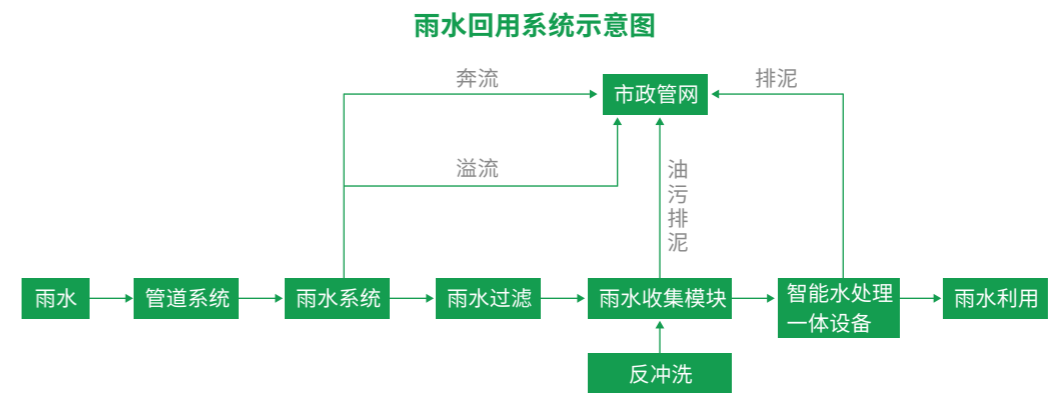 雨水回用系统示意图
奔流
市政管网
排泥
溢流
油
污
排
泥
雨水
管道系统
雨水系统
雨水过滤
雨水收集模块
智能水处理
一体设备
雨水利用
反冲洗